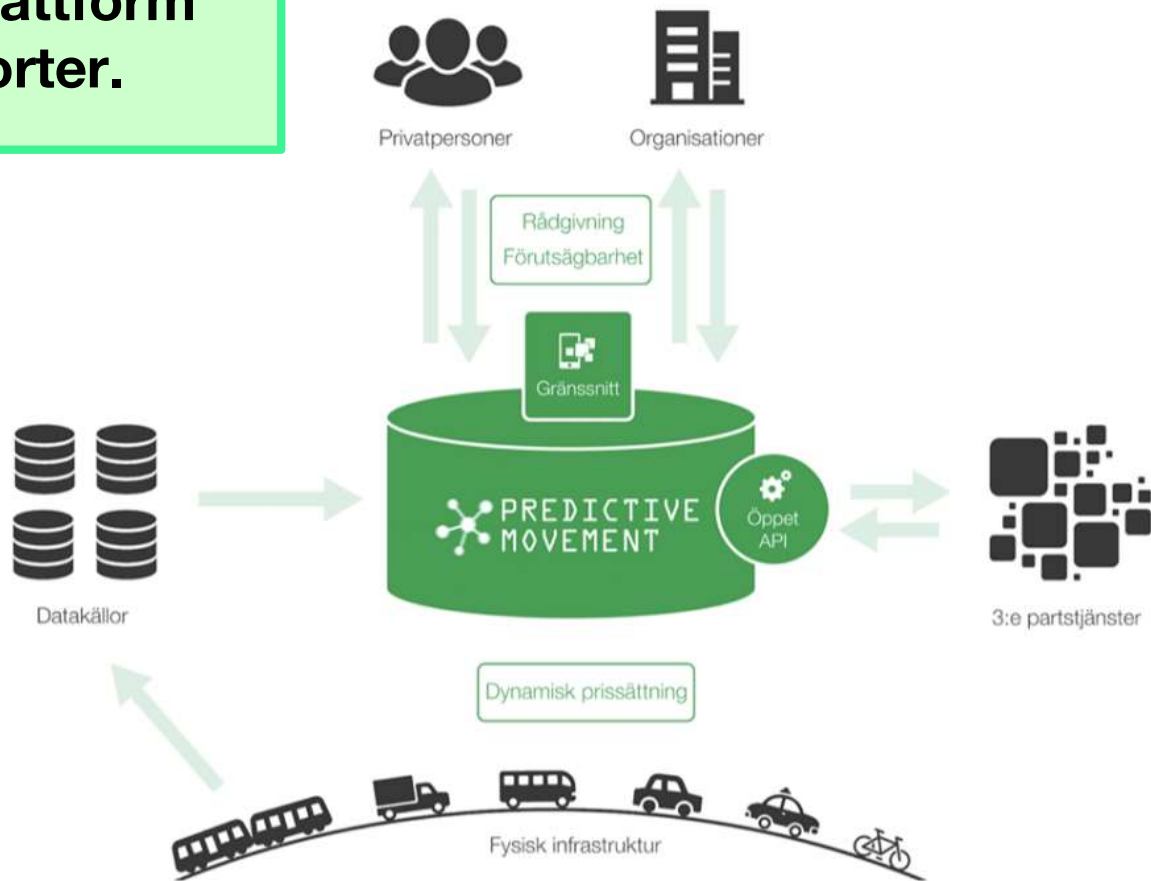 orter.
Privatpersoner
Organisationer
Rådgivning
Förutsägbarhet
Gränssnitt
PREDICTIVE
MOVEMENT
Öppet
API
Datakällor
3:e partstjänster
Dynamisk prissättning
Fysisk infrastruktur